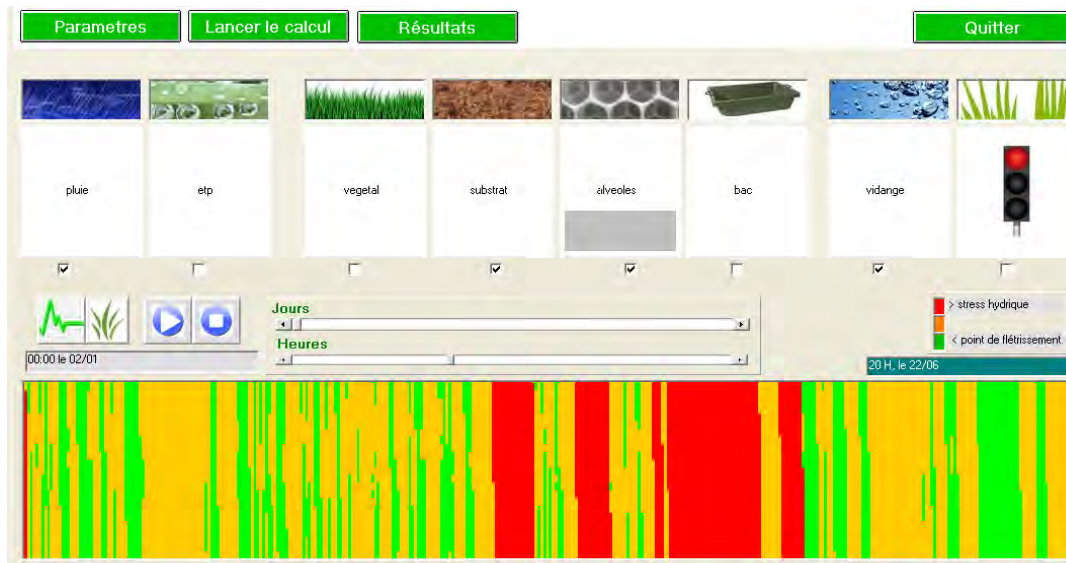 Parametres
Lancer le calcul
Résultats
Quitter
pluie
etp
vegetal
substrat
alveoles
bac
vidange
Jours
Heures
> stress hydrique
< point de flétrissement
00:00 le 02/01
20 H, le 22/06